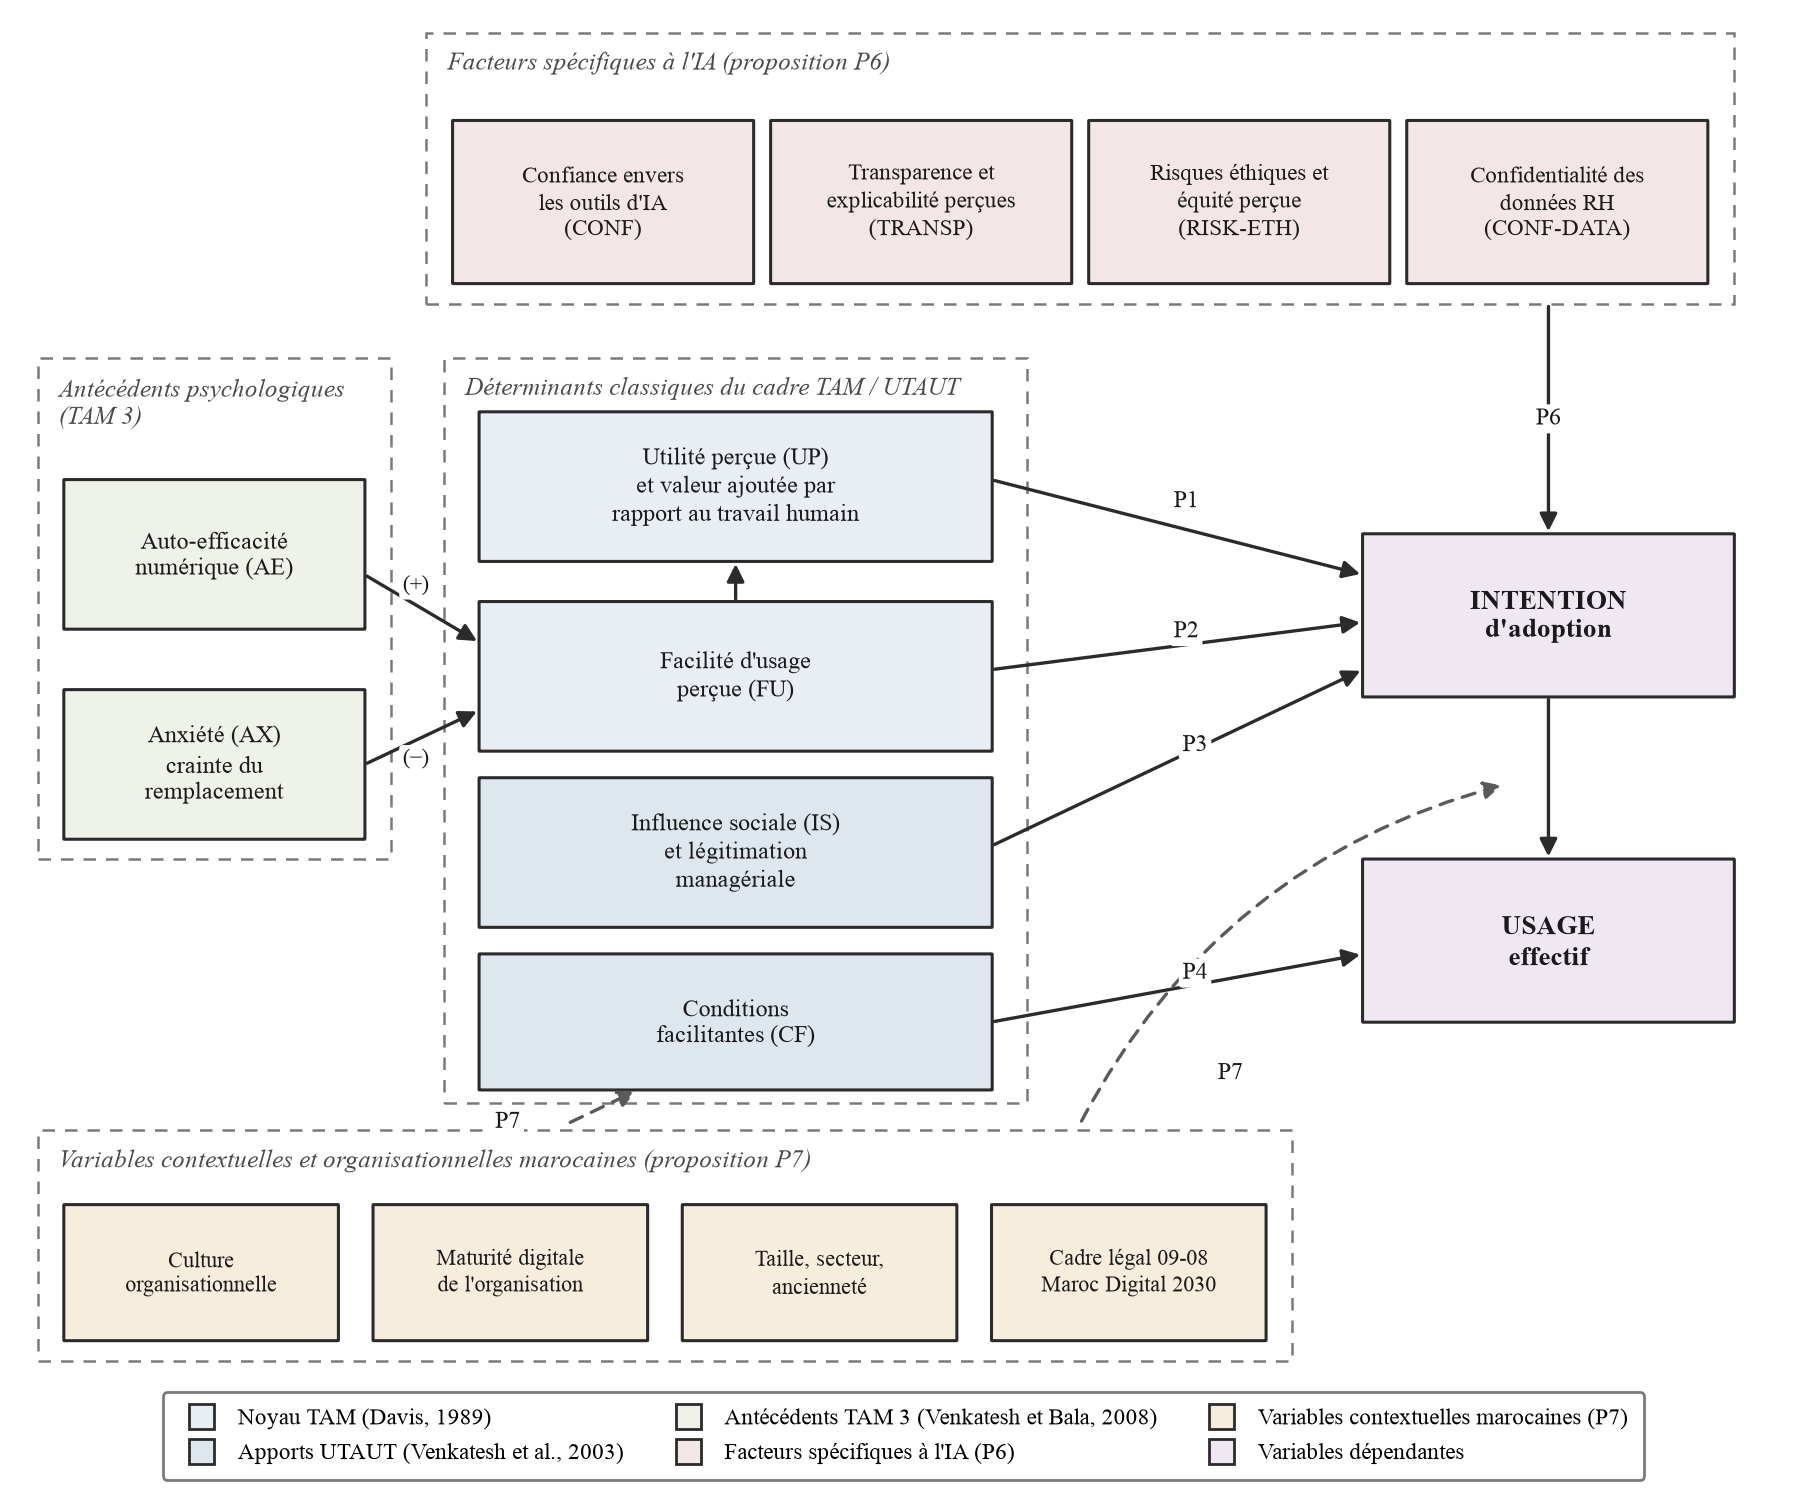 Facteurs spécifiques à l'IA (proposition P6)
Confiance envers
les outils d'IA
(CONF)
Transparence et
explicabilité perçues
(TRANSP)
Risques éthiques et
équité perçue
(RISK-ETH)
Confidentialité des
données RH
(CONF-DATA)
P6
Antécédents psychologiques
(TAM 3)
Auto-efficacité
numérique (AE)
(+)
Anxiété (AX)
crainte du
remplacement
(−)
Déterminants classiques du cadre TAM / UTAUT
Utilité perçue (UP)
et valeur ajoutée par
rapport au travail humain
P1
Facilité d'usage
perçue (FU)
P2
Influence sociale (IS)
et légitimation
managériale
P3
Conditions
facilitantes (CF)
P4
INTENTION
d'adoption
USAGE
effectif
P7
P7
Variables contextuelles et organisationnelles marocaines (proposition P7)
Culture
organisationnelle
Maturité digitale
de l'organisation
Taille, secteur,
ancienneté
Cadre légal 09-08
Maroc Digital 2030
Noyau TAM (Davis, 1989)
Apports UTAUT (Venkatesh et al., 2003)
Antécédents TAM 3 (Venkatesh et Bala, 2008)
Facteurs spécifiques à l'IA (P6)
Variables contextuelles marocaines (P7)
Variables dépendantes